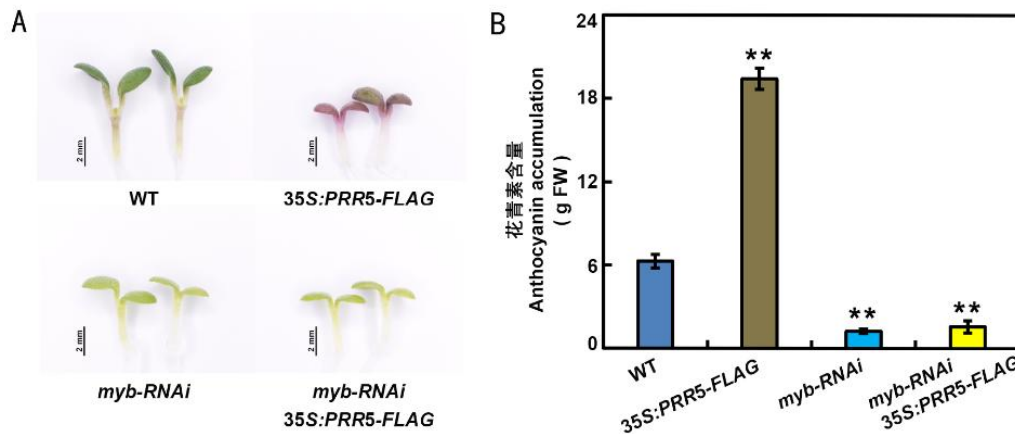 A
2 mm
2 mm
WT
35S:PRR5-FLAG
2 mm
2 mm
myb-RNAi
myb-RNAi
35S:PRR5-FLAG
B
花青素含量
Anthocyanin accumulation
( g FW )
24
18
12
6
0
**
**
**
WT
35S:PRR5-FLAG
myb-RNAi
myb-RNAi
35S:PRR5-FLAG